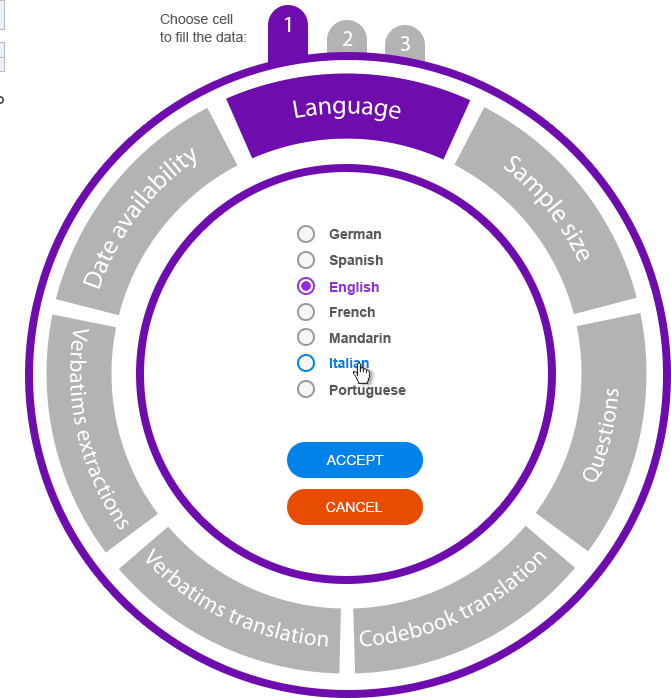 Choose cell
to fill the data:
1
2
3
Language
Sample size
Questions
Codebook translation
Verbatims translation
Verbatims extractions
Date availability
German
Spanish
English
French
Mandarin
Italian
Portuguese
ACCEPT
CANCEL